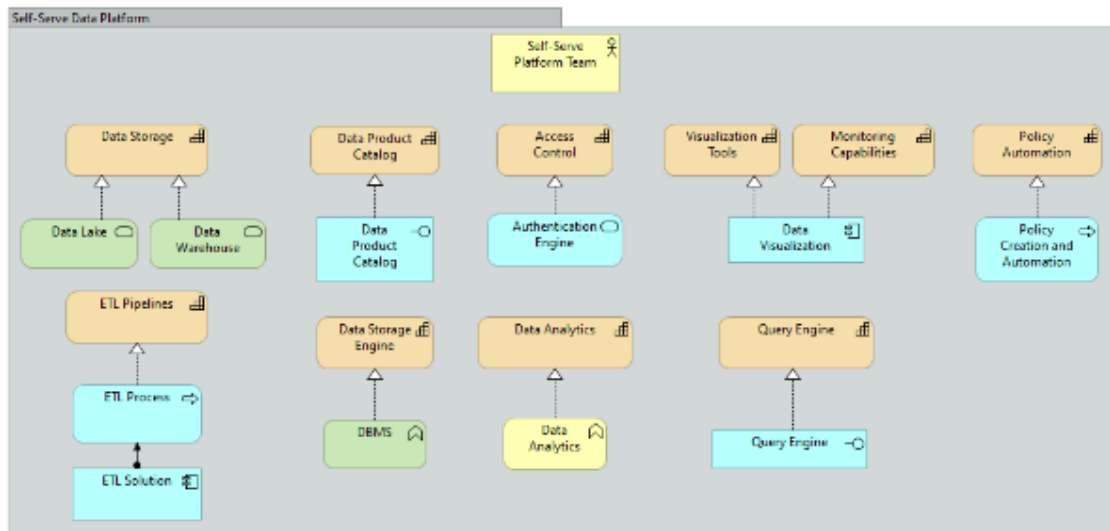 Self-Serve Data Platform
Self-Serve
Platform Team
Data Storage
Data Product
Catalog
Access
Control
Visualization
Tools
Monitoring
Capabilities
Policy
Automation
Data Lake
Data
Warehouse
Data
Product
Catalog
Authentication
Engine
Data
Visualization
Policy
Creation and
Automation
ETL Pipelines
Data Storage
Engine
Data Analytics
Query Engine
ETL Process
DBMS
Data
Analytics
Query Engine
ETL Solution